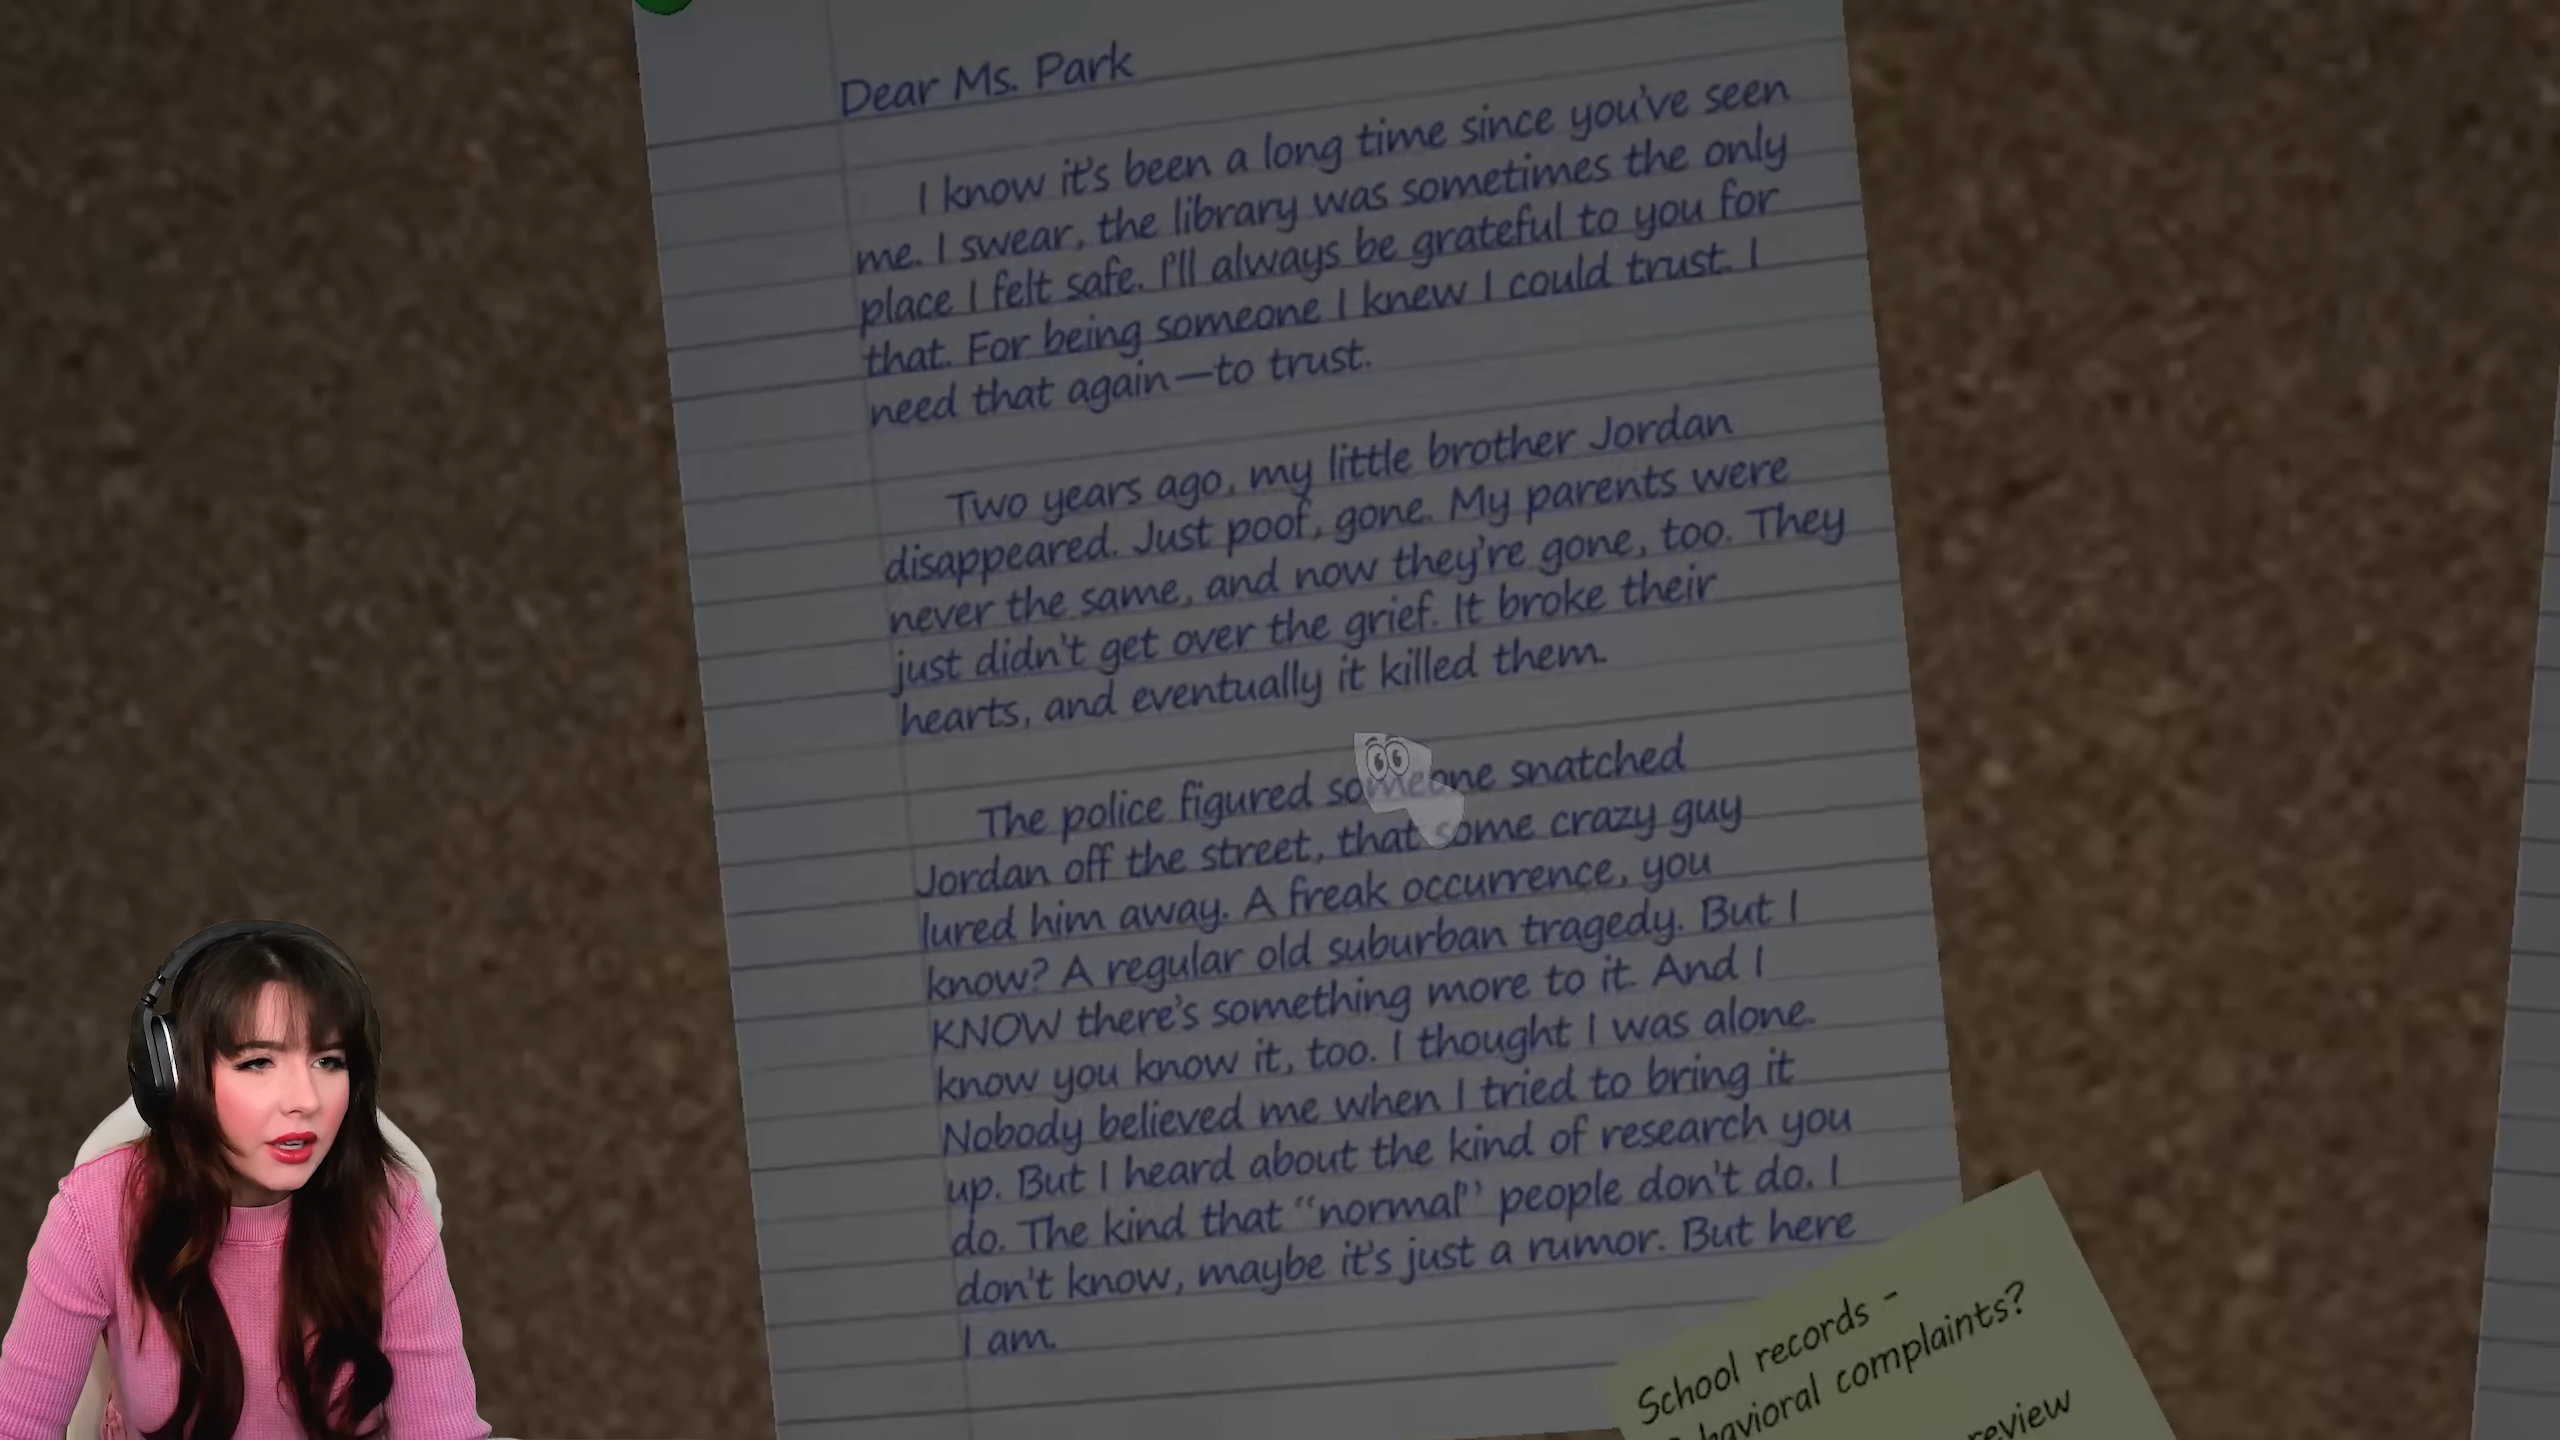 Dear Ms. Park
I know it's been a long time since you've seen
me. I swear, the library was sometimes the only
place I felt safe. I'll always be grateful to you for
that. For being someone I knew I could trust. I
need that again—to trust.
Two years ago, my little brother Jordan
disappeared. Just poof, gone. My parents were
never the same, and now they're gone, too. They
just didn't get over the grief. It broke their
hearts, and eventually it killed them.
The police figured someone snatched
Jordan off the street, that some crazy guy
lured him away. A freak occurrence, you
know? A regular old suburban tragedy. But I
KNOW there's something more to it. And I
know you know it, too. I thought I was alone.
Nobody believed me when I tried to bring it
up. But I heard about the kind of research you
do. The kind that “normal” people don't do. I
don't know, maybe it's just a rumor. But here
I am.
School records -
complaints?
review